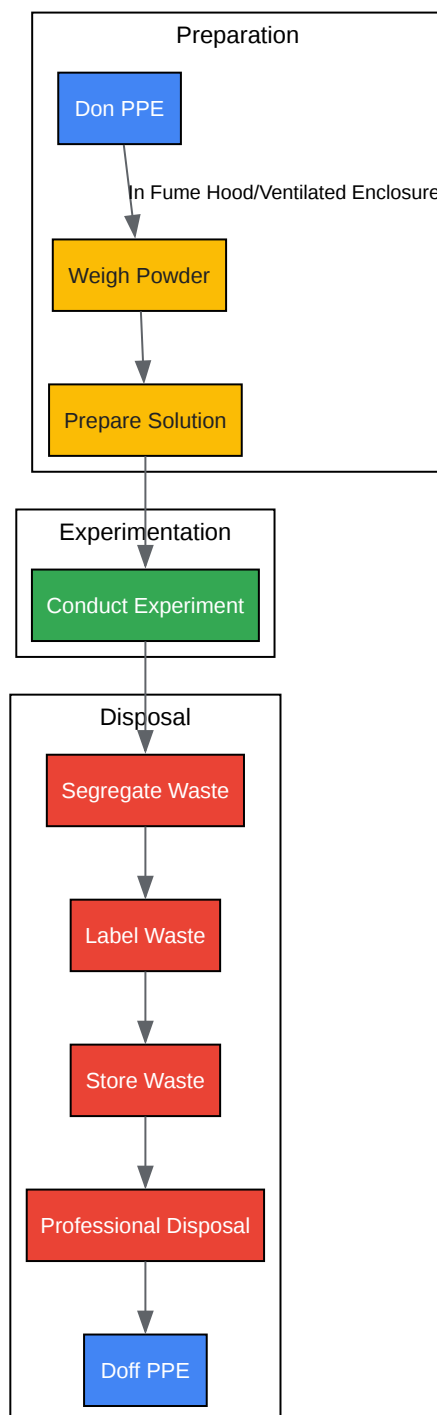 Preparation
Don PPE
In Fume Hood/Ventilated Enclosure
Weigh Powder
Prepare Solution
Experimentation
Conduct Experiment
Disposal
Segregate Waste
Label Waste
Store Waste
Professional Disposal
Doff PPE